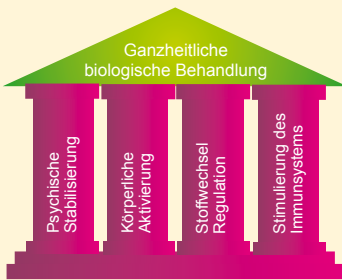 Ganzheitliche
biologische Behandlung
Psychische
Stabilisierung
Körperliche
Aktivierung
Stoffwechsel
Regulation
Stimulierung des
Immunsystems